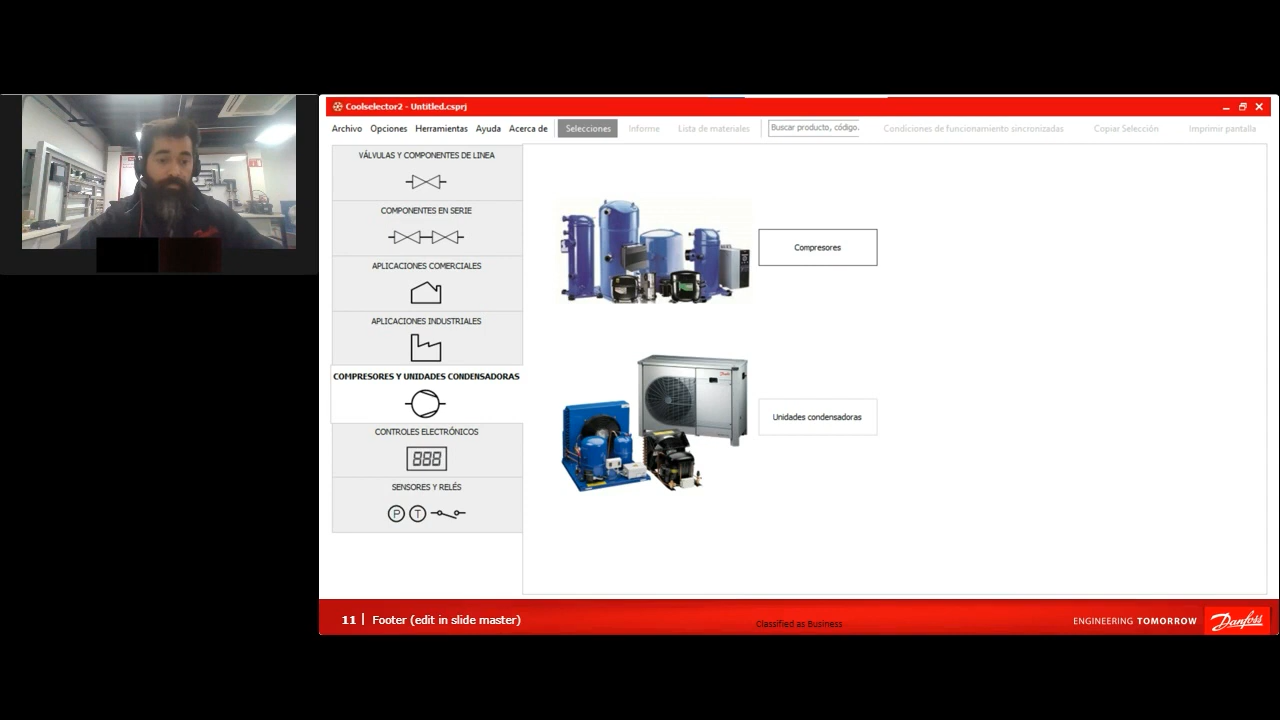 Coolselector2 - Untitled.csprj
Archivo Opciones Herramientas Ayuda Acerca de Selecciones Informe Lista de materiales Buscar producto, código. Condiciones de funcionamiento sincronizadas Copiar Selección Imprimir pantalla
VÁLVULAS Y COMPONENTES DE LINEA
COMPONENTES EN SERIE
APLICACIONES COMERCIALES
APLICACIONES INDUSTRIALES
COMPRESORES Y UNIDADES CONDENSADORAS
CONTROLES ELECTRÓNICOS
888
SENSORES Y RELÉS
P T
Compresores
Unidades condensadoras
11 | Footer (edit in slide master)
Classified as Business
ENGINEERING TOMORROW
Danfoss